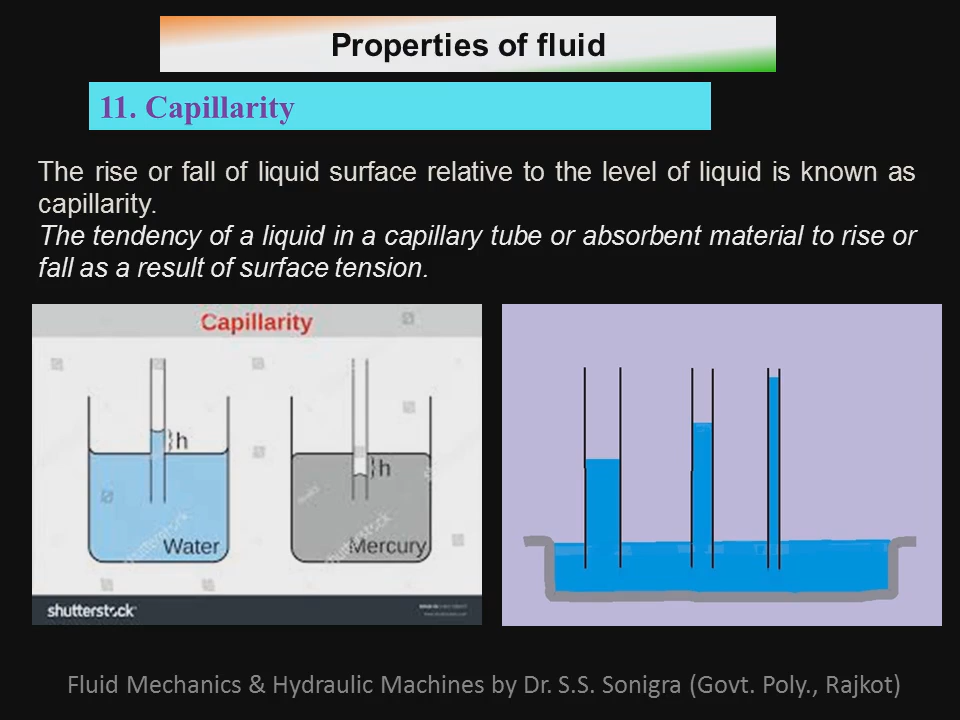 Properties of fluid
11. Capillarity
The rise or fall of liquid surface relative to the level of liquid is known as
capillarity.
The tendency of a liquid in a capillary tube or absorbent material to rise or
fall as a result of surface tension.
Capillarity
h
h
Water
Mercury
shutterstock
Fluid Mechanics & Hydraulic Machines by Dr. S.S. Sonigra (Govt. Poly., Rajkot)